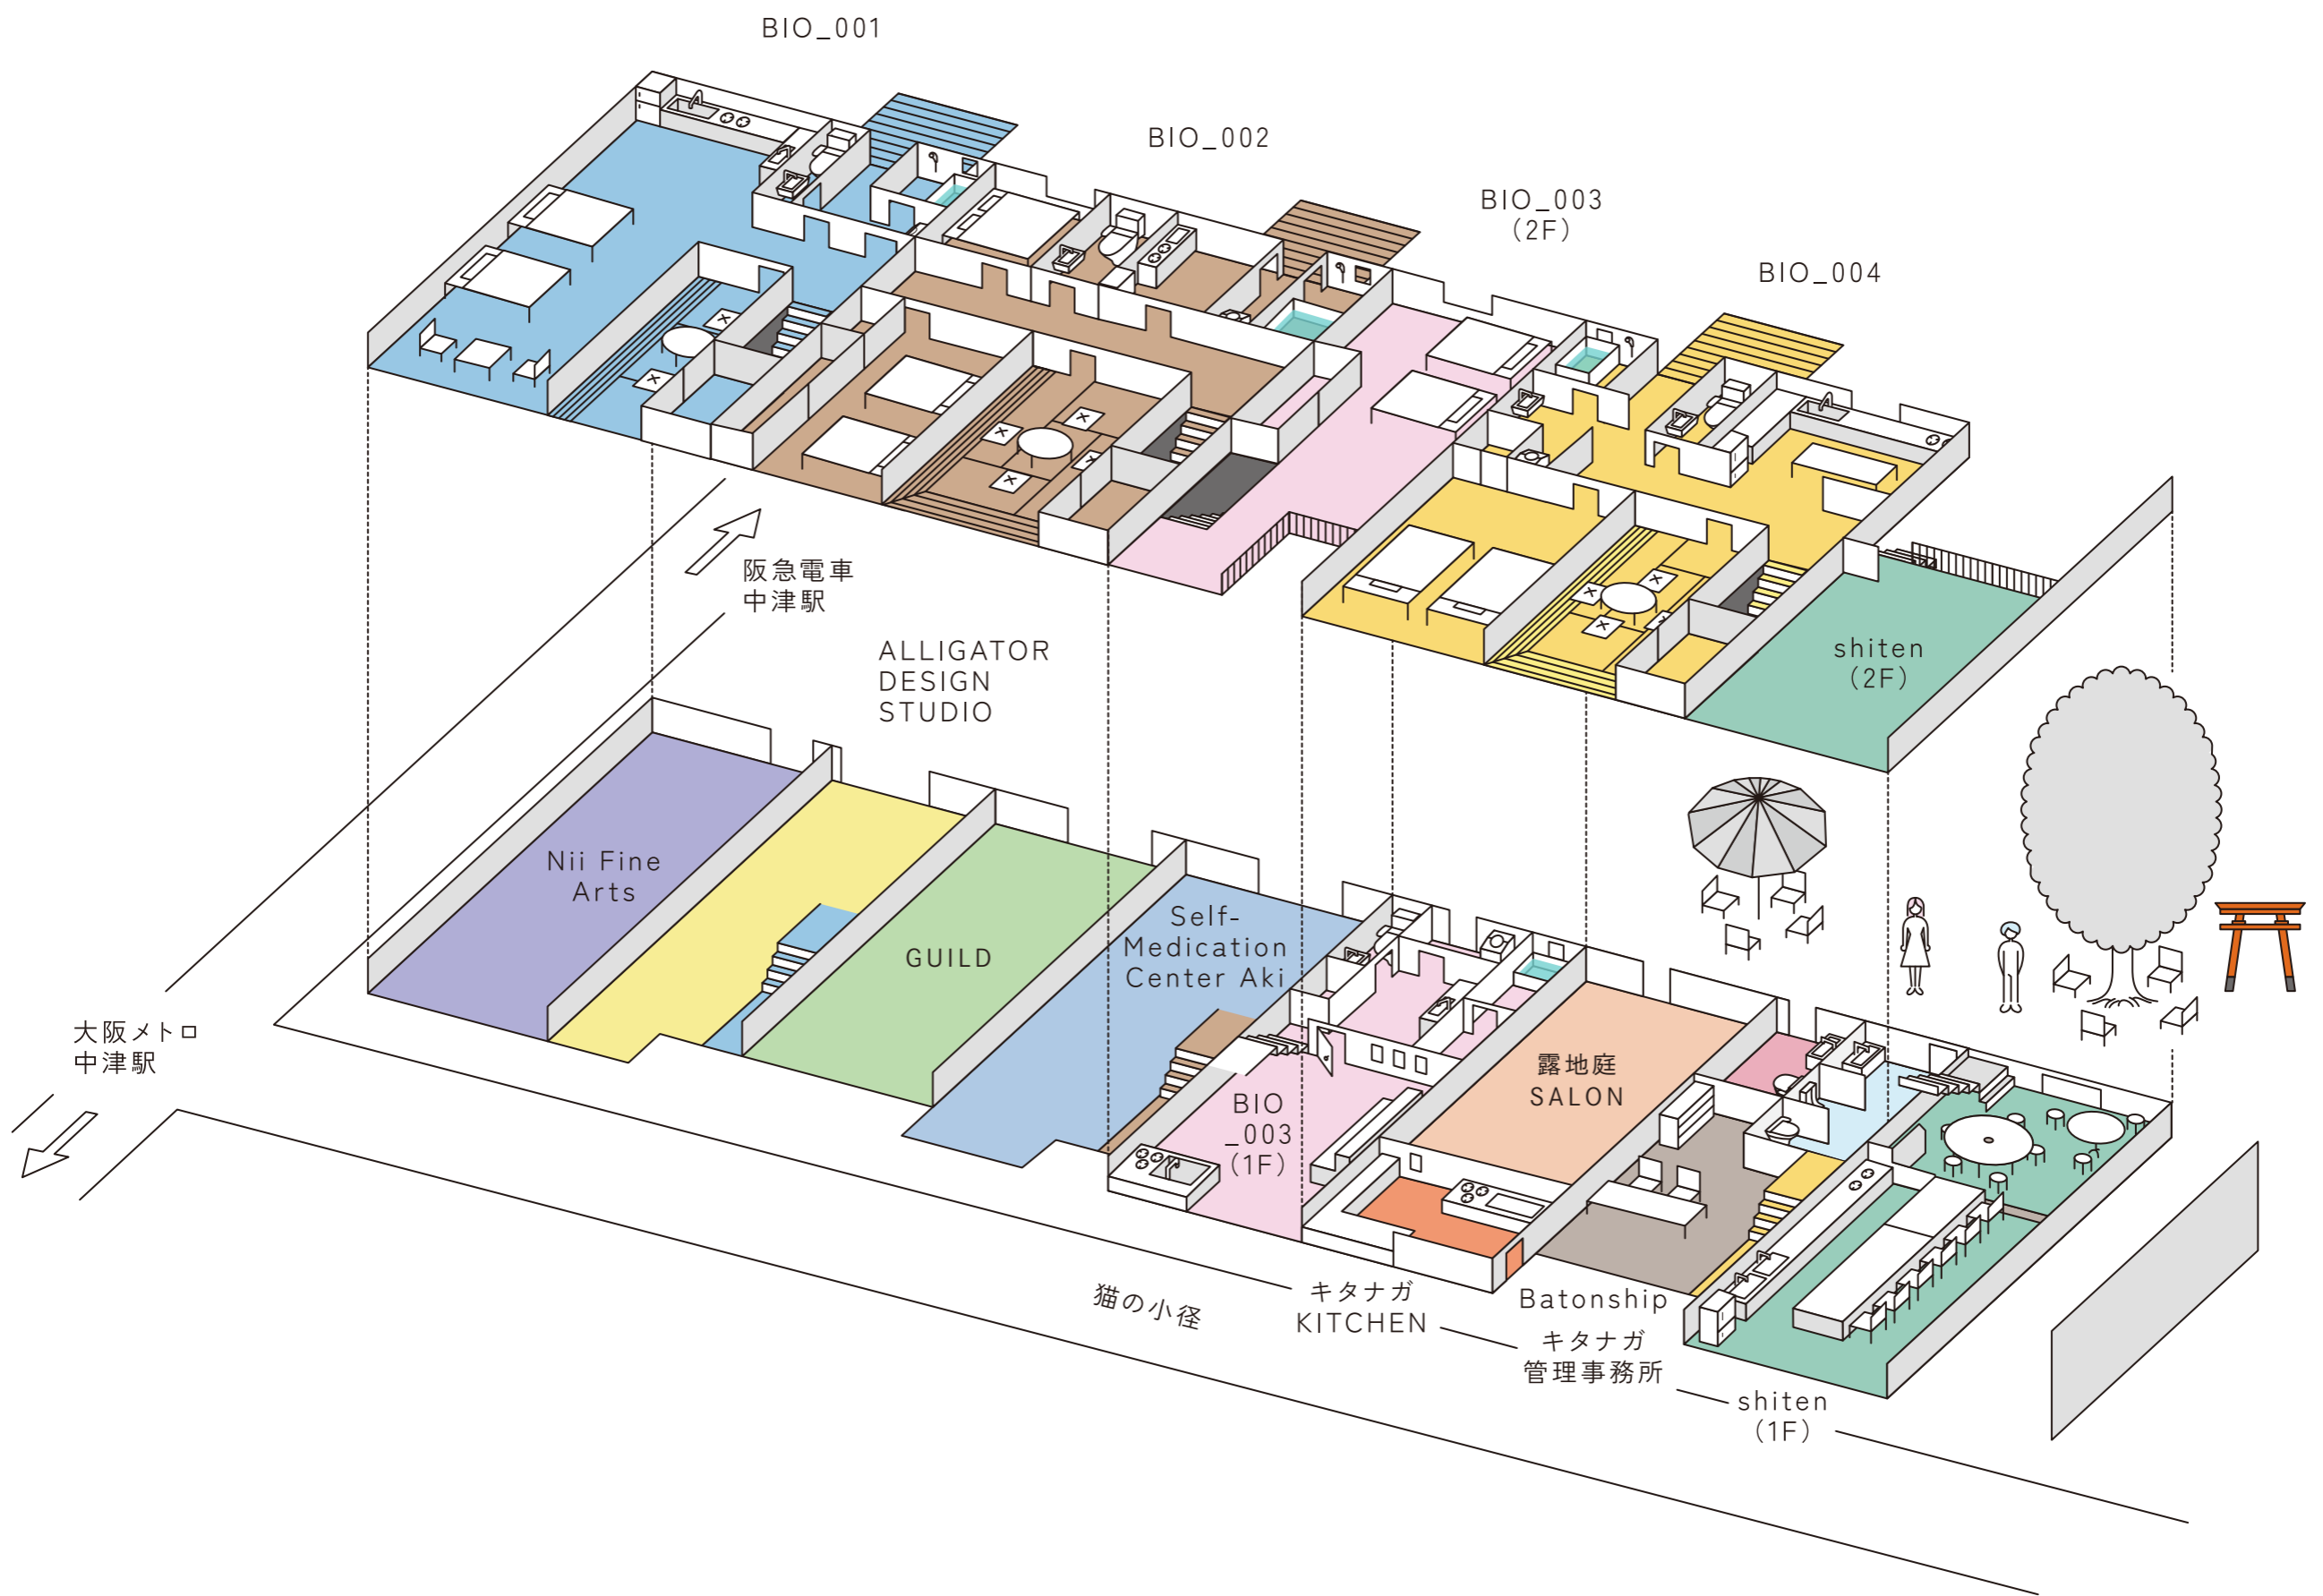 BIO_001
BIO_002
BIO_003
(2F)
BIO_004
阪急電車
中津駅
ALLIGATOR
DESIGN
STUDIO
shiten
(2F)
Nii Fine
Arts
GUILD
Self-
Medication
Center Aki
大阪メトロ
中津駅
BIO
_003
(1F)
露地庭
SALON
猫の小径
キタナガ
KITCHEN
Batonship
キタナガ
管理事務所
shiten
(1F)